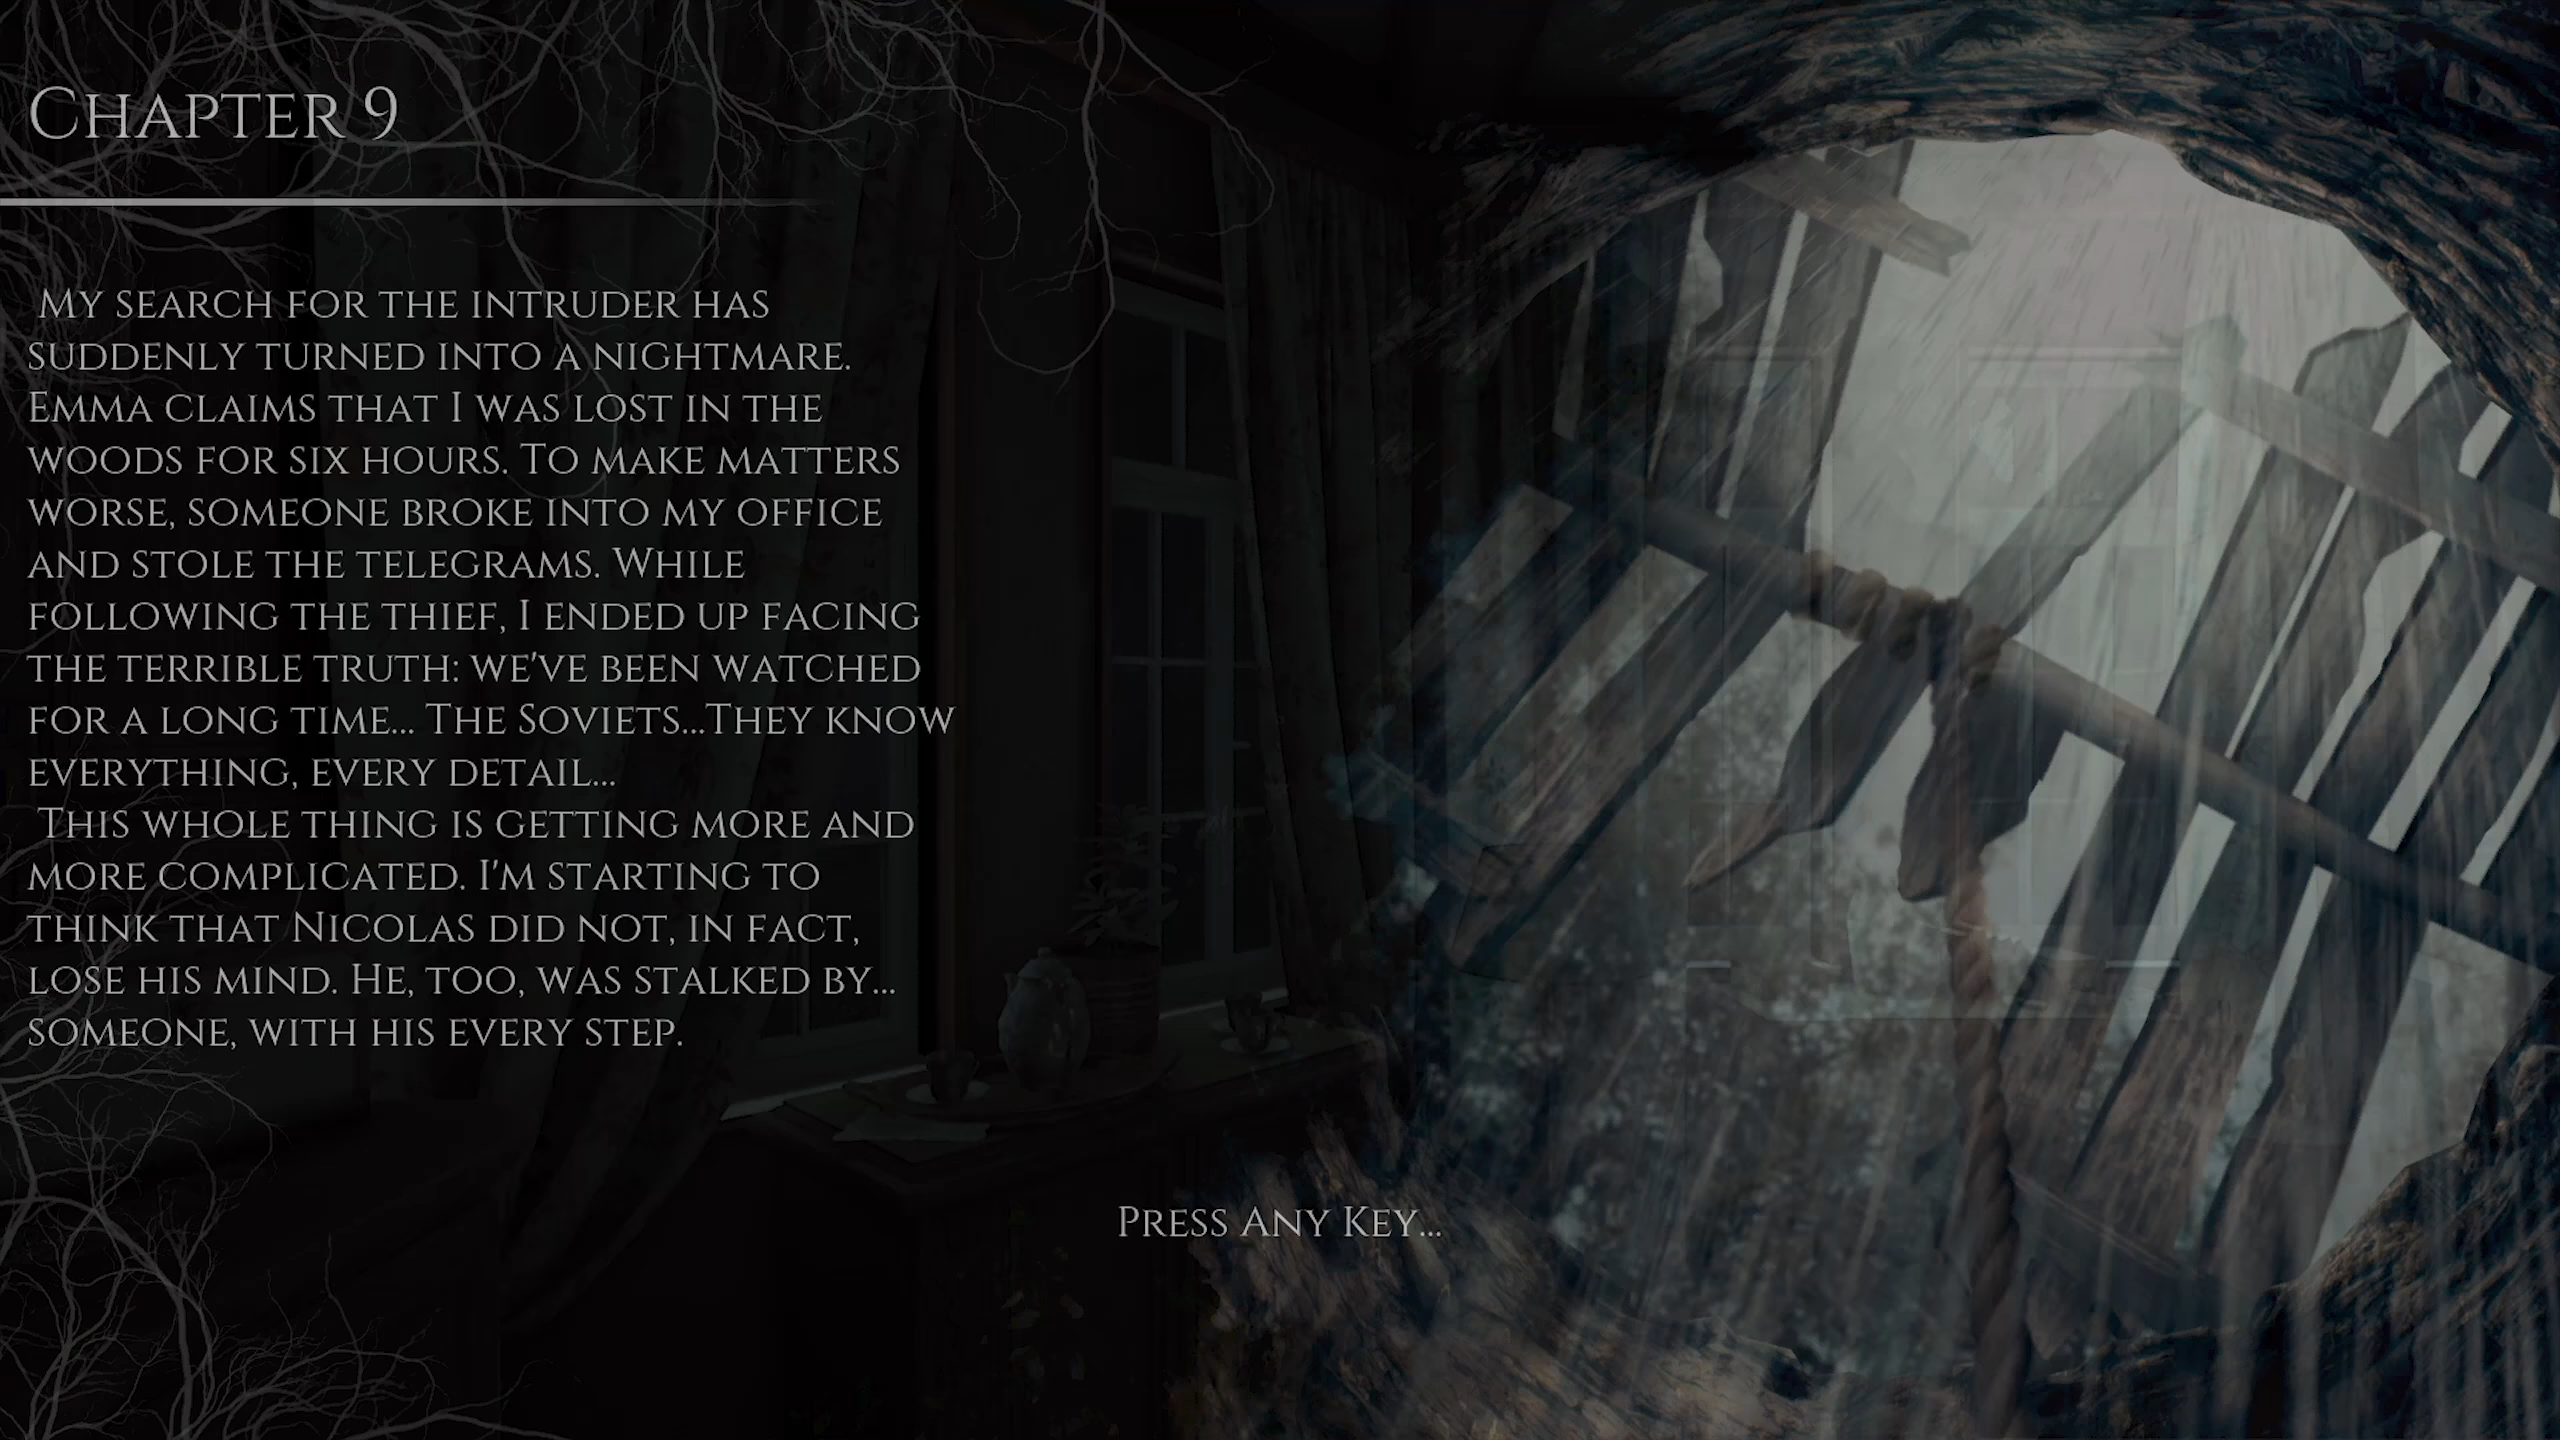 Chapter 9
My search for the intruder has
suddenly turned into a nightmare.
Emma claims that I was lost in the
woods for six hours. To make matters
worse, someone broke into my office
and stole the telegrams. While
following the thief, I ended up facing
the terrible truth: we've been watched
for a long time... The Soviets...They know
everything, every detail...
This whole thing is getting more and
more complicated. I'm starting to
think that Nicolas did not, in fact,
lose his mind. He, too, was stalked by...
someone, with his every step.
Press Any Key...